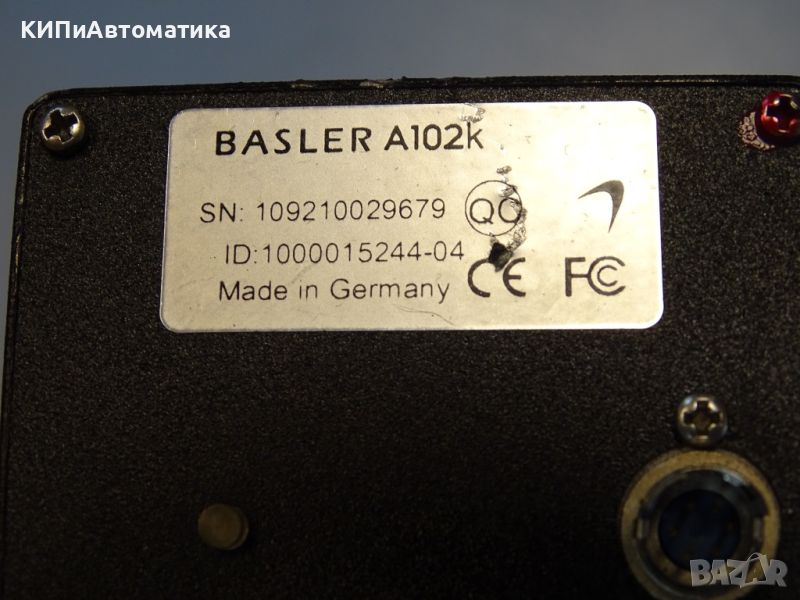 КИПиАвтоматика
BASLER A102k
SN: 109210029679 QC
ID:1000015244-04
Made in Germany CE FC
BAZAR